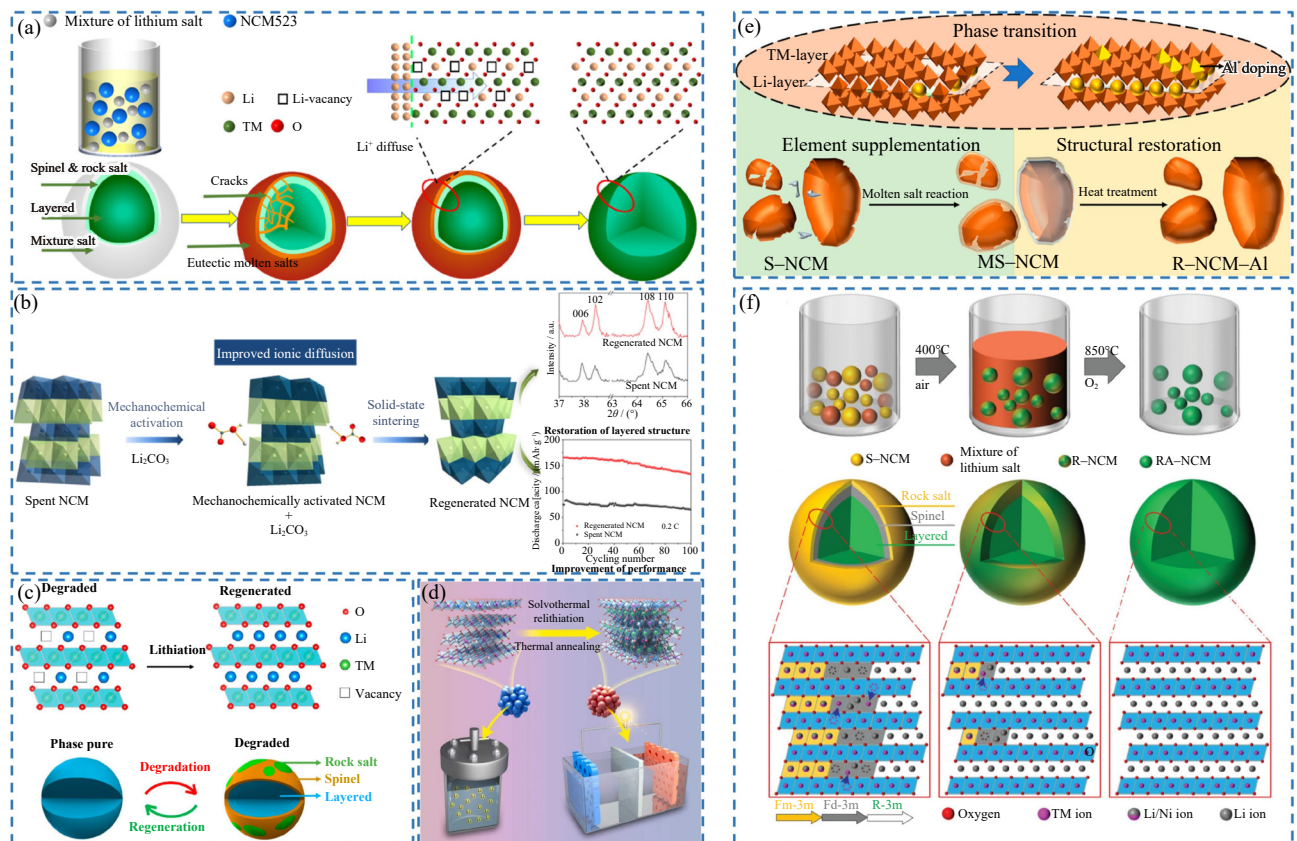 (a)
Mixture of lithium salt
NCM523
Li
Li-vacancy
TM
O
Li⁺ diffuse
Spinel & rock salt
Layered
Mixture salt
Cracks
Eutectic molten salts
(b)
Improved ionic diffusion
Mechanochemical
activation
Li₂CO₃
Solid-state
sintering
Spent NCM
Mechanochemically activated NCM
+
Li₂CO₃
Regenerated NCM
Intensity / a.u.
006
102
108
110
Regenerated NCM
Spent NCM
37
38
63
64
65
66
2θ / (°)
Restoration of layered structure
200
150
100
50
0
Regenerated NCM
Spent NCM
0.2 C
0
20
40
60
80
100
Cycling number
Improvement of performance
(c)
Degraded
Regenerated
Lithiation
O
Li
TM
Vacancy
Phase pure
Degraded
Degradation
Regeneration
Rock salt
Spinel
Layered
(d)
Solvothermal
relithiation
Thermal annealing
(e)
Phase transition
TM-layer
Li-layer
Al doping
Element supplementation
Structural restoration
Molten salt reaction
Heat treatment
S–NCM
MS–NCM
R–NCM–Al
(f)
400°C
air
850°C
O₂
S–NCM
Mixture of
lithium salt
R–NCM
RA–NCM
Rock salt
Spinel
Layered
O
Fm-3m
Fd-3m
R-3m
Oxygen
TM ion
Li/Ni ion
Li ion